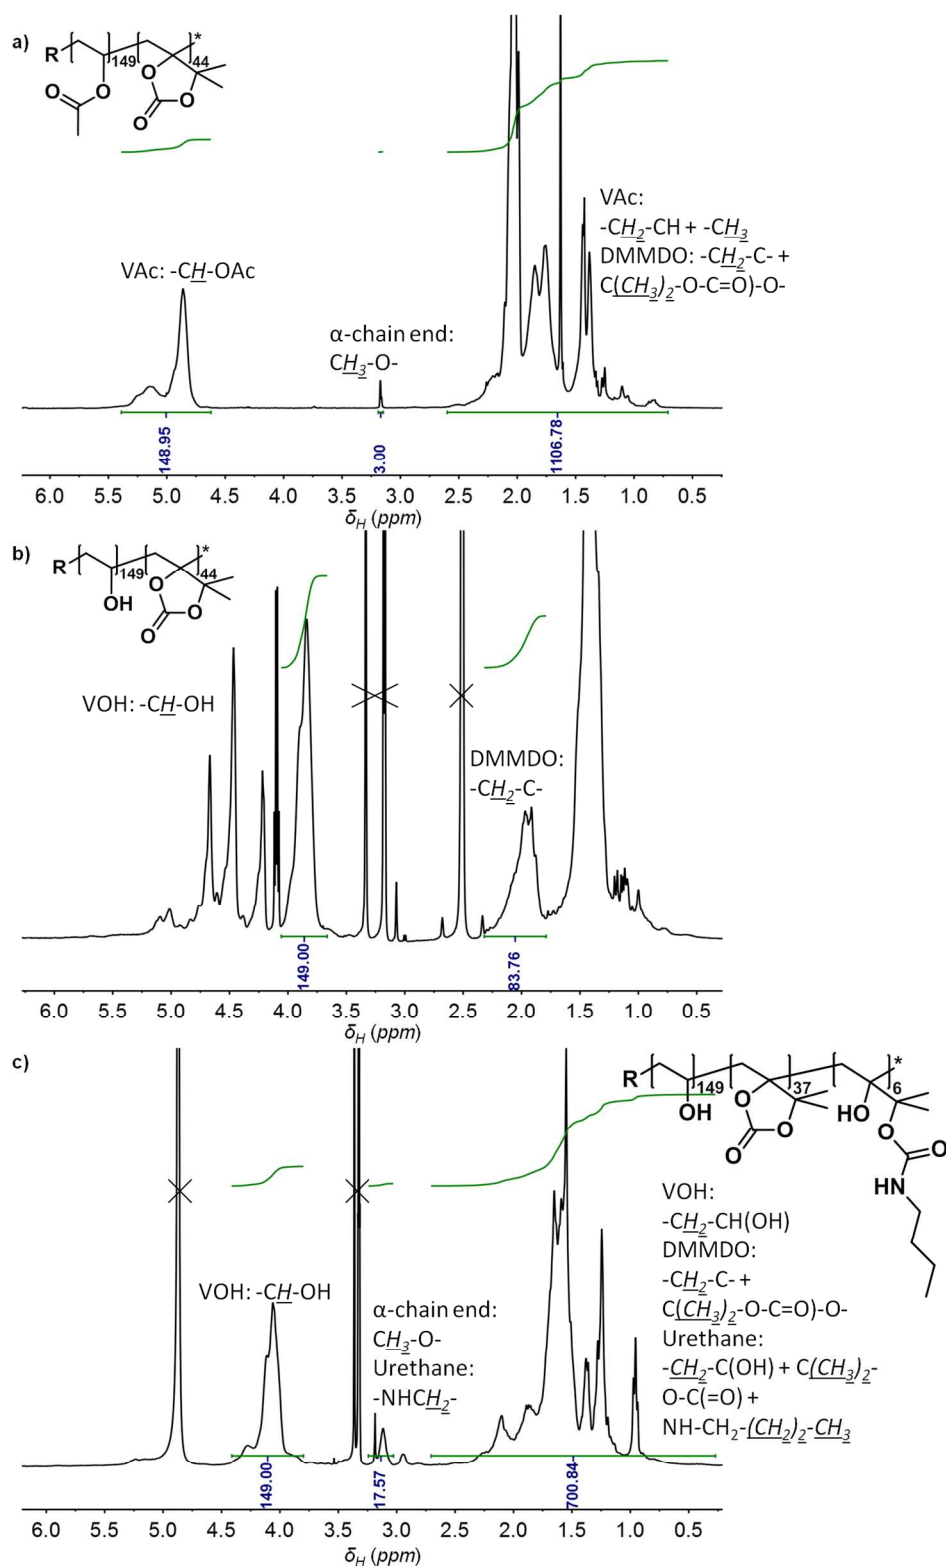 a)
R
149
44
*
O
O
O
O
O
VAc:
-CH2-CH + -CH3
DMMDO: -CH2-C- +
C(CH3)2-O-C=O)-O-
VAc: -CH-OAc
α-chain end:
CH3-O-
148.95
3.00
1106.78
6.0 5.5 5.0 4.5 4.0 3.5 3.0 2.5 2.0 1.5 1.0 0.5
δH (ppm)
b)
R
149
44
*
OH
O
O
O
VOH: -CH-OH
DMMDO:
-CH2-C-
149.00
83.76
6.0 5.5 5.0 4.5 4.0 3.5 3.0 2.5 2.0 1.5 1.0
δH (ppm)
c)
R
149
37
6
*
OH
O
O
O
HO
O
O
HN
VOH:
-CH2-CH(OH)
DMMDO:
-CH2-C- +
C(CH3)2-O-C=O)-O-
Urethane:
-CH2-C(OH) + C(CH3)2-
O-C(=O) +
NH-CH2-(CH2)2-CH3
VOH: -CH-OH
α-chain end:
CH3-O-
Urethane:
-NHCH2-
149.00
17.57
700.84
6.0 5.5 5.0 4.5 4.0 3.5 3.0 2.5 2.0 1.5 1.0 0.5
δH (ppm)